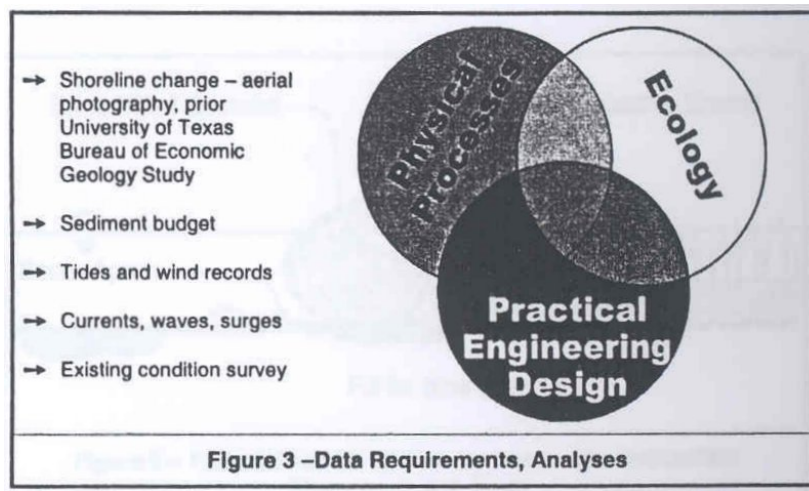 → Shoreline change – aerial
photography, prior
University of Texas
Bureau of Economic
Geology Study
→ Sediment budget
→ Tides and wind records
→ Currents, waves, surges
→ Existing condition survey
Physical
Processes
Ecology
Practical
Engineering
Design
Figure 3 –Data Requirements, Analyses